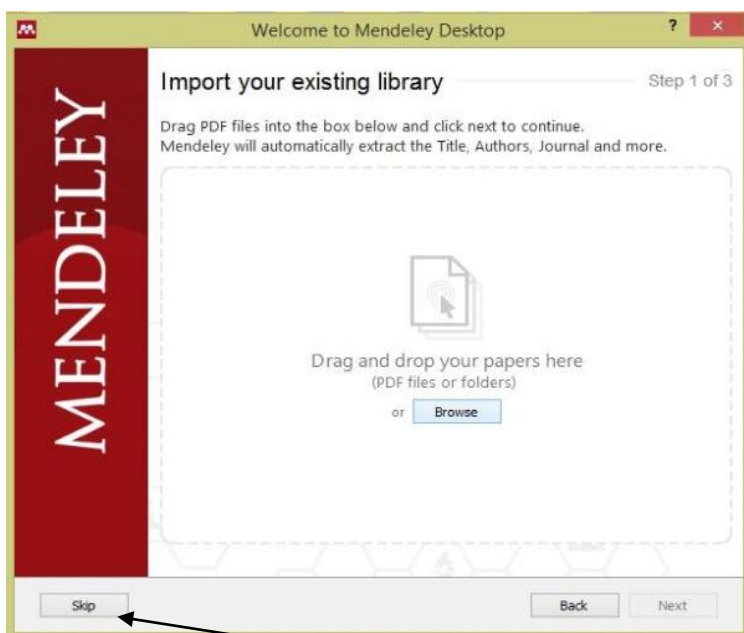 Welcome to Mendeley Desktop
?
×
MENDELEY
Import your existing library
Step 1 of 3
Drag PDF files into the box below and click next to continue.
Mendeley will automatically extract the Title, Authors, Journal and more.
Drag and drop your papers here
(PDF files or folders)
or Browse
Skip
Back
Next